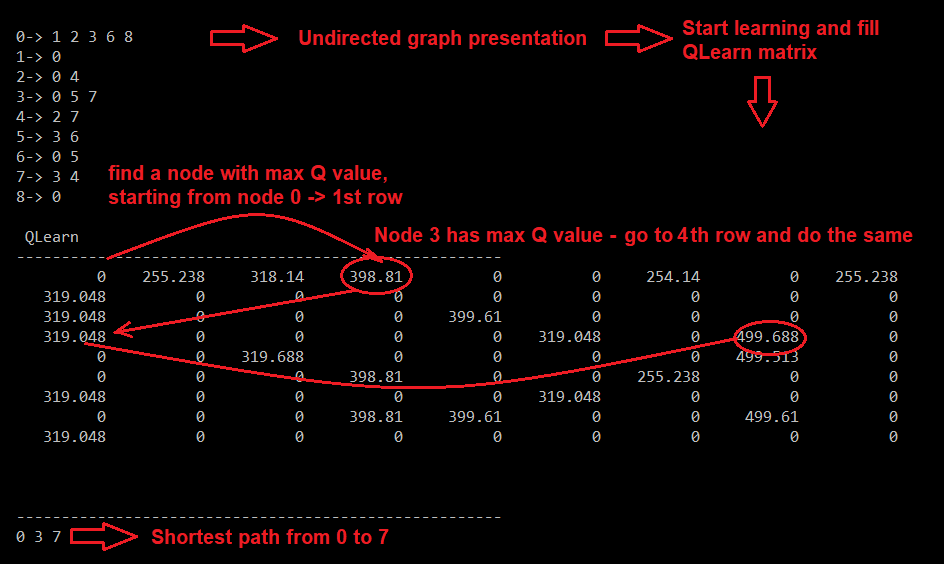 0-> 1 2 3 6 8
Undirected graph presentation
Start learning and fill
QLearn matrix
1-> 0
2-> 0 4
3-> 0 5 7
4-> 2 7
5-> 3 6
6-> 0 5
7-> 3 4
8-> 0
find a node with max Q value,
starting from node 0 -> 1st row
QLearn
Node 3 has max Q value - go to 4th row and do the same
------------------------------------------------------
0 255.238 318.14 398.81 0 0 254.14 0 255.238
319.048 0 0 0 0 0 0 0 0
319.048 0 0 0 399.61 0 0 0 0
319.048 0 0 0 0 319.048 0 499.688 0
0 0 319.688 0 0 0 0 499.513 0
0 0 0 398.81 0 0 255.238 0 0
319.048 0 0 0 0 319.048 0 0 0
0 0 0 398.81 399.61 0 0 499.61 0
319.048 0 0 0 0 0 0 0 0
------------------------------------------------------
0 3 7
Shortest path from 0 to 7